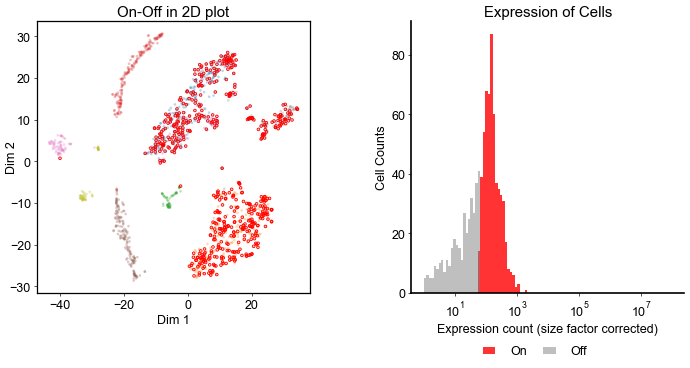 On-Off in 2D plot
Expression of Cells
30
20
10
0
−10
−20
−30
Dim 2
−40
−20
0
20
Dim 1
80
60
40
20
0
Cell Counts
10^1
10^3
10^5
10^7
Expression count (size factor corrected)
On
Off